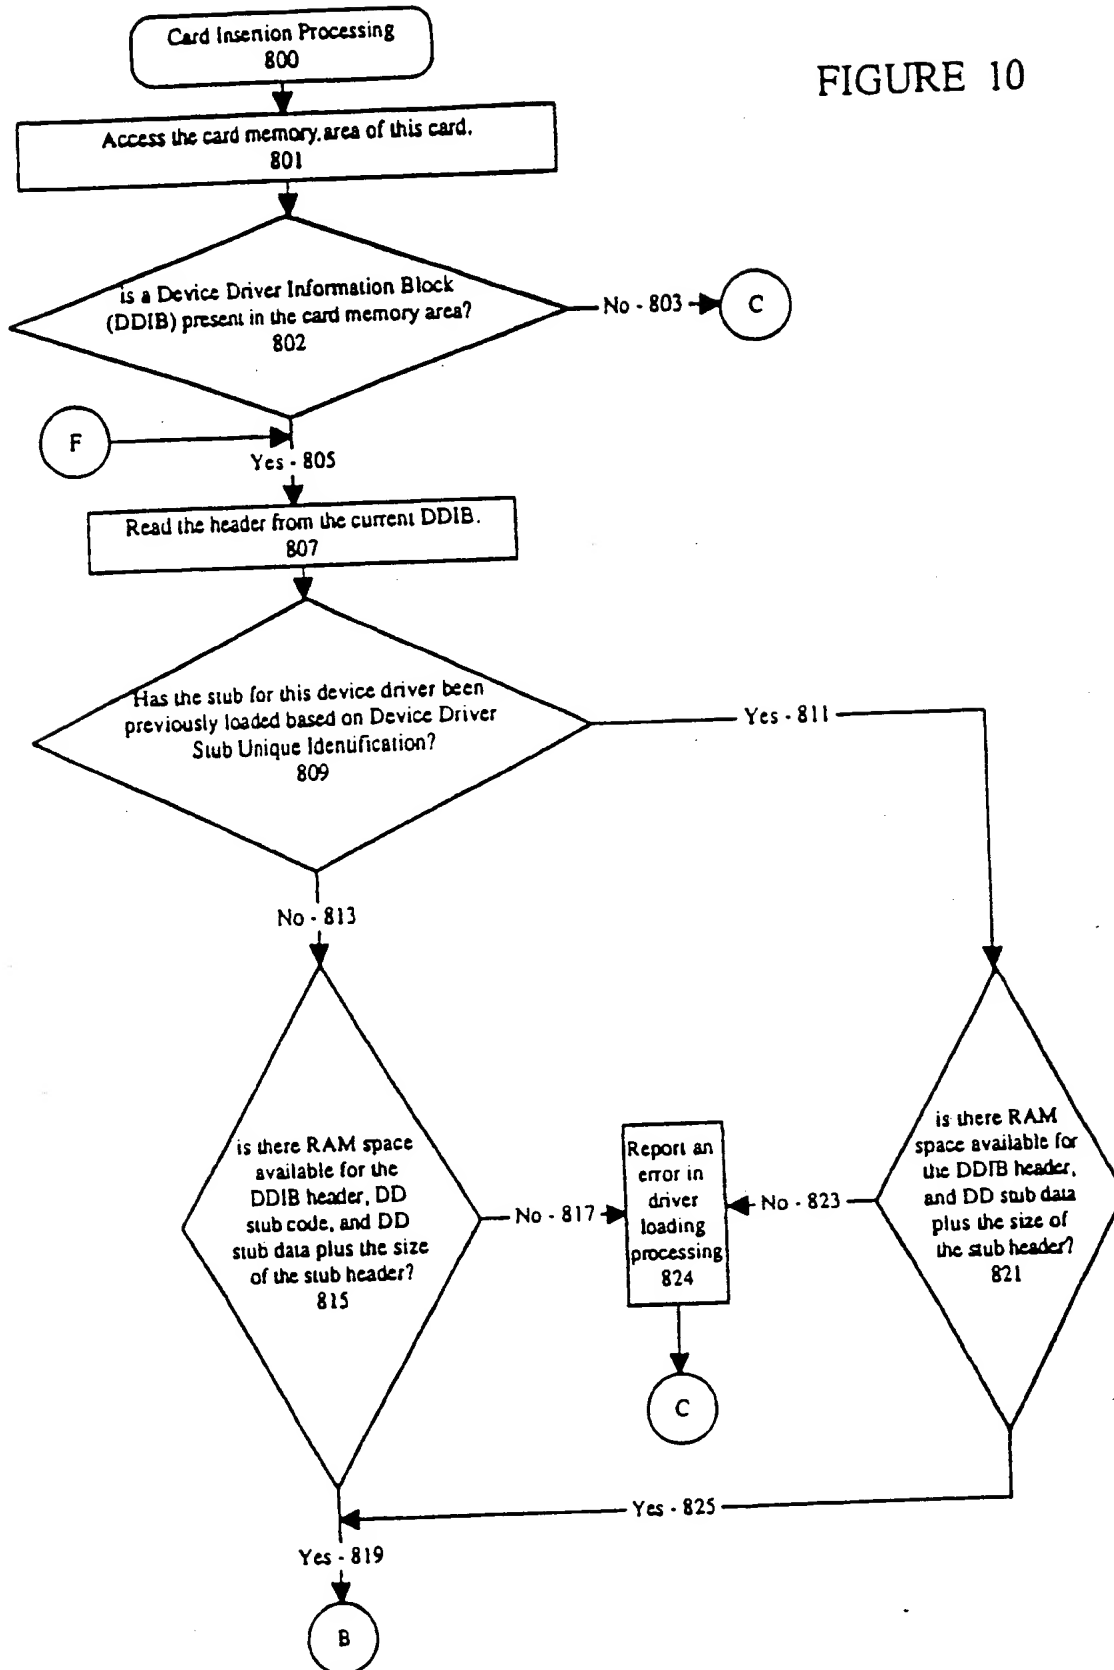 FIGURE 10
Card Insertion Processing
800
Access the card memory area of this card.
801
is a Device Driver Information Block
(DDIB) present in the card memory area?
802
No - 803
C
F
Yes - 805
Read the header from the current DDIB.
807
Has the stub for this device driver been
previously loaded based on Device Driver
Stub Unique Identification?
809
Yes - 811
No - 813
is there RAM space
available for the
DDIB header, DD
stub code, and DD
stub data plus the size
of the stub header?
815
No - 817
Report an
error in
driver
loading
processing
824
No - 823
is there RAM
space available for
the DDIB header,
and DD stub data
plus the size of
the stub header?
821
C
Yes - 825
Yes - 819
B